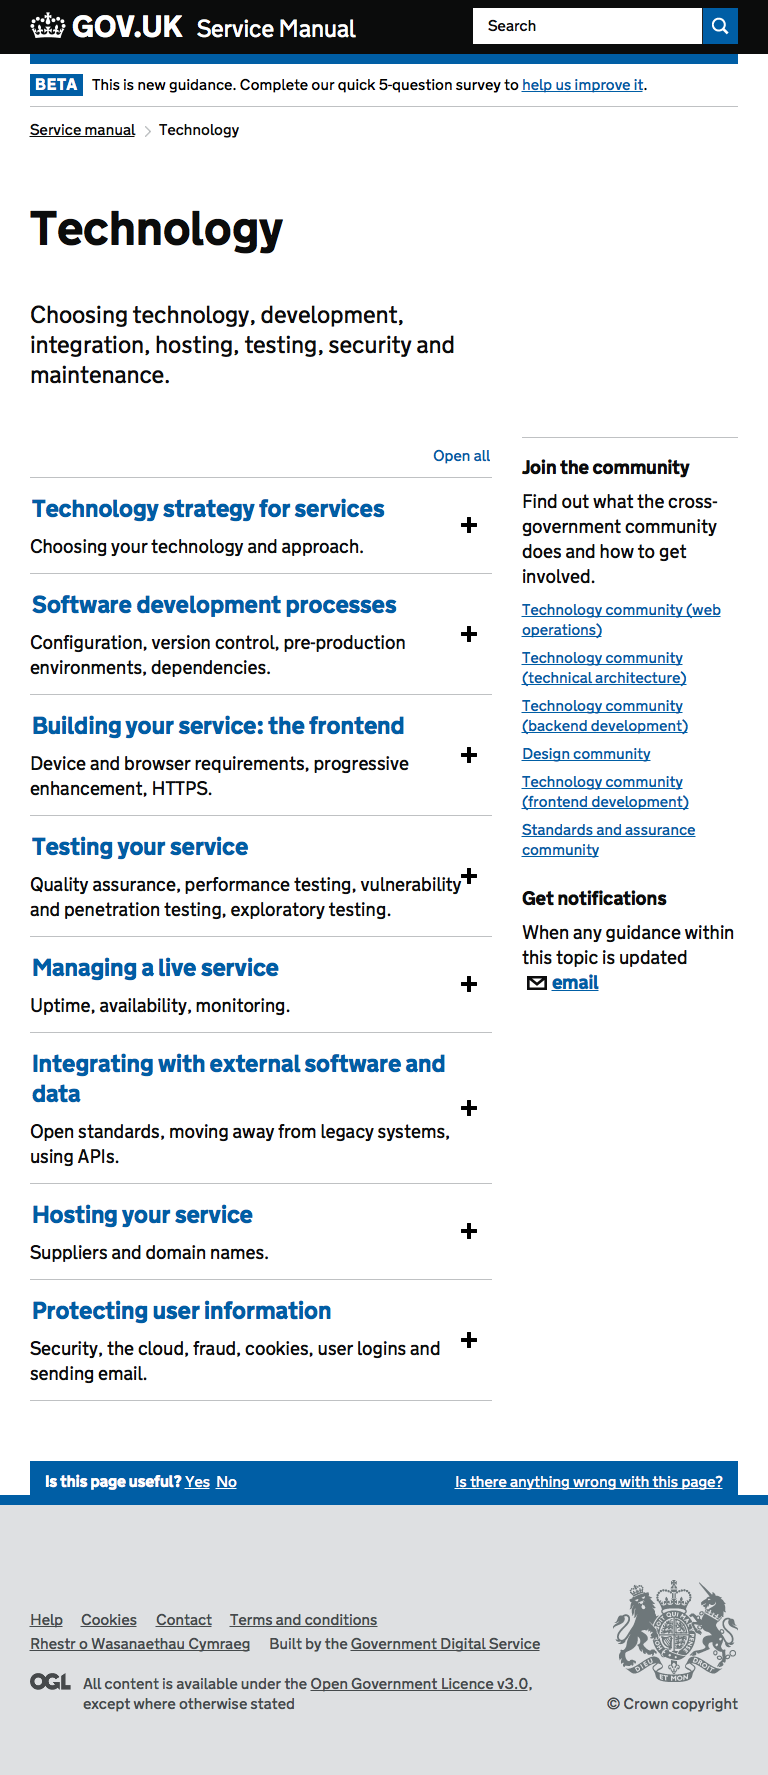 GOV.UK Service Manual
Search
BETA This is new guidance. Complete our quick 5-question survey to help us improve it.
Service manual Technology
Technology
Choosing technology, development,
integration, hosting, testing, security and
maintenance.
Open all
Technology strategy for services
Choosing your technology and approach.
Software development processes
Configuration, version control, pre-production
environments, dependencies.
Building your service: the frontend
Device and browser requirements, progressive
enhancement, HTTPS.
Testing your service
Quality assurance, performance testing, vulnerability
and penetration testing, exploratory testing.
Managing a live service
Uptime, availability, monitoring.
Integrating with external software and
data
Open standards, moving away from legacy systems,
using APIs.
Hosting your service
Suppliers and domain names.
Protecting user information
Security, the cloud, fraud, cookies, user logins and
sending email.
Join the community
Find out what the cross-
government community
does and how to get
involved.
Technology community (web
operations)
Technology community
(technical architecture)
Technology community
(backend development)
Design community
Technology community
(frontend development)
Standards and assurance
community
Get notifications
When any guidance within
this topic is updated
email
Is this page useful? Yes No
Is there anything wrong with this page?
Help Cookies Contact Terms and conditions
Rhestr o Wasanaethau Cymraeg Built by the Government Digital Service
OGL All content is available under the Open Government Licence v3.0,
except where otherwise stated
DIEU ET MON DROIT
© Crown copyright